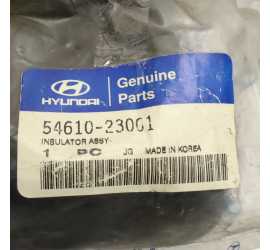 HYUNDAI
Genuine
Parts
54610-23001
INSULATOR ASSY-
1 PC JG MADE IN KOREA